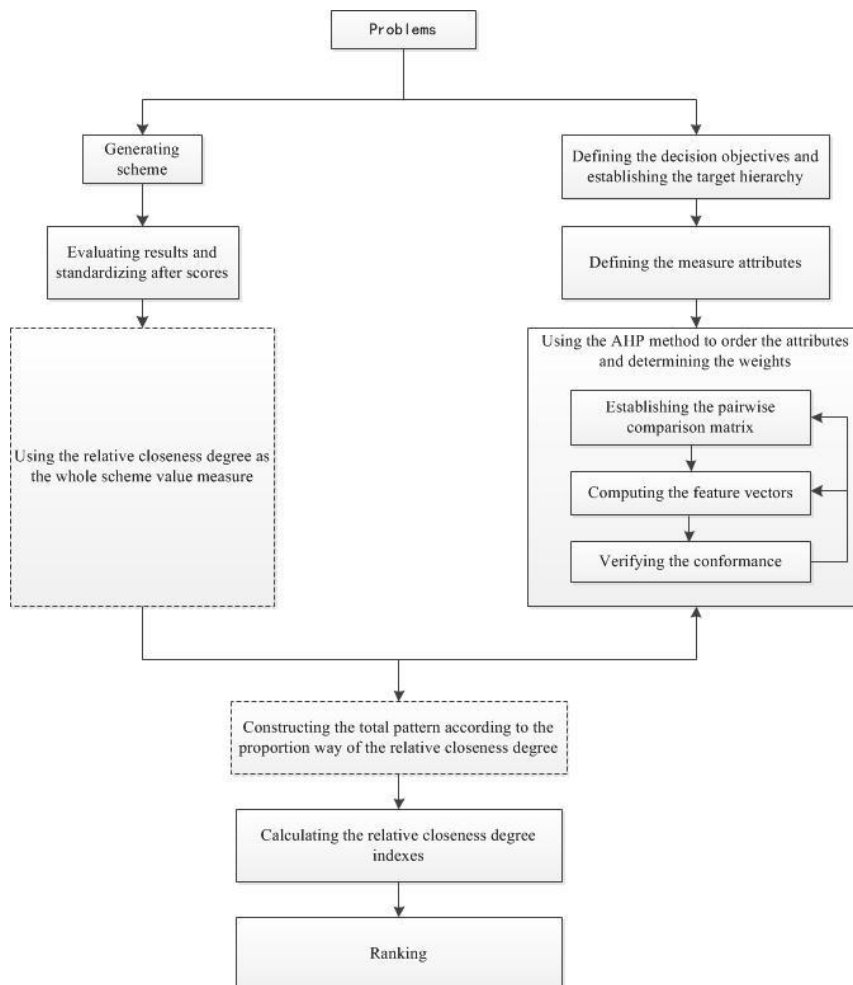 Problems
Generating
scheme
Evaluating results and
standardizing after scores
Using the relative closeness degree as
the whole scheme value measure
Defining the decision objectives and
establishing the target hierarchy
Defining the measure attributes
Using the AHP method to order the attributes
and determining the weights
Establishing the pairwise
comparison matrix
Computing the feature vectors
Verifying the conformance
Constructing the total pattern according to the
proportion way of the relative closeness degree
Calculating the relative closeness degree
indexes
Ranking